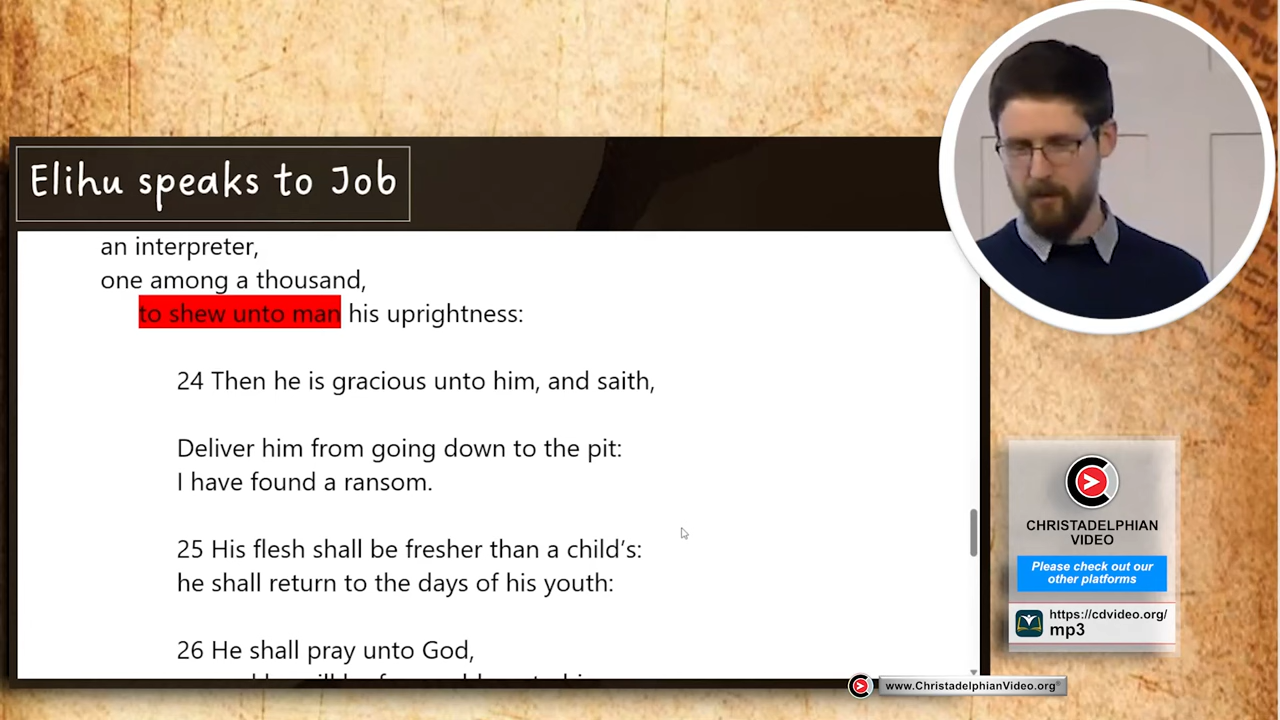 Elihu speaks to Job
an interpreter,
one among a thousand,
to shew unto man his uprightness:
24 Then he is gracious unto him, and saith,
Deliver him from going down to the pit:
I have found a ransom.
25 His flesh shall be fresher than a child’s:
he shall return to the days of his youth:
26 He shall pray unto God,
CHRISTADELPHIAN
VIDEO
Please check out our
other platforms
https://cdvideo.org/
mp3
www.ChristadelphianVideo.org